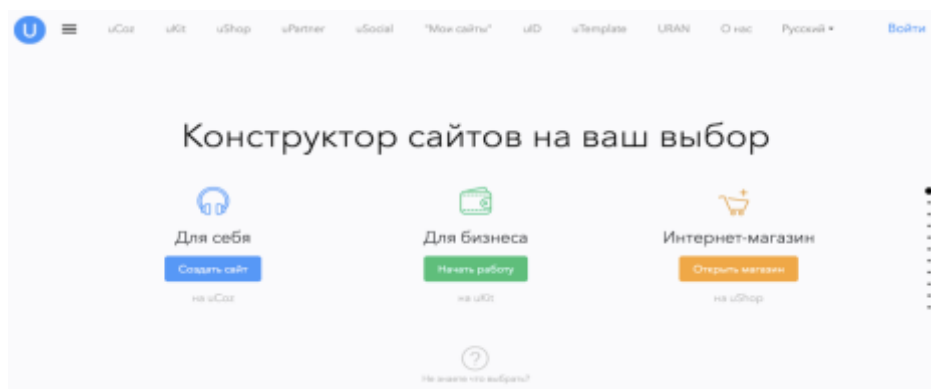 U uCoz uKit uShop uPartner uSocial "Мои сайты" uID uTemplate URAN О нас Русский Войти
Конструктор сайтов на ваш выбор
Для себя Для бизнеса Интернет-магазин
Создать сайт Начать работу Открыть магазин
на uCoz на uKit на uShop
?
Не знаете что выбрать?